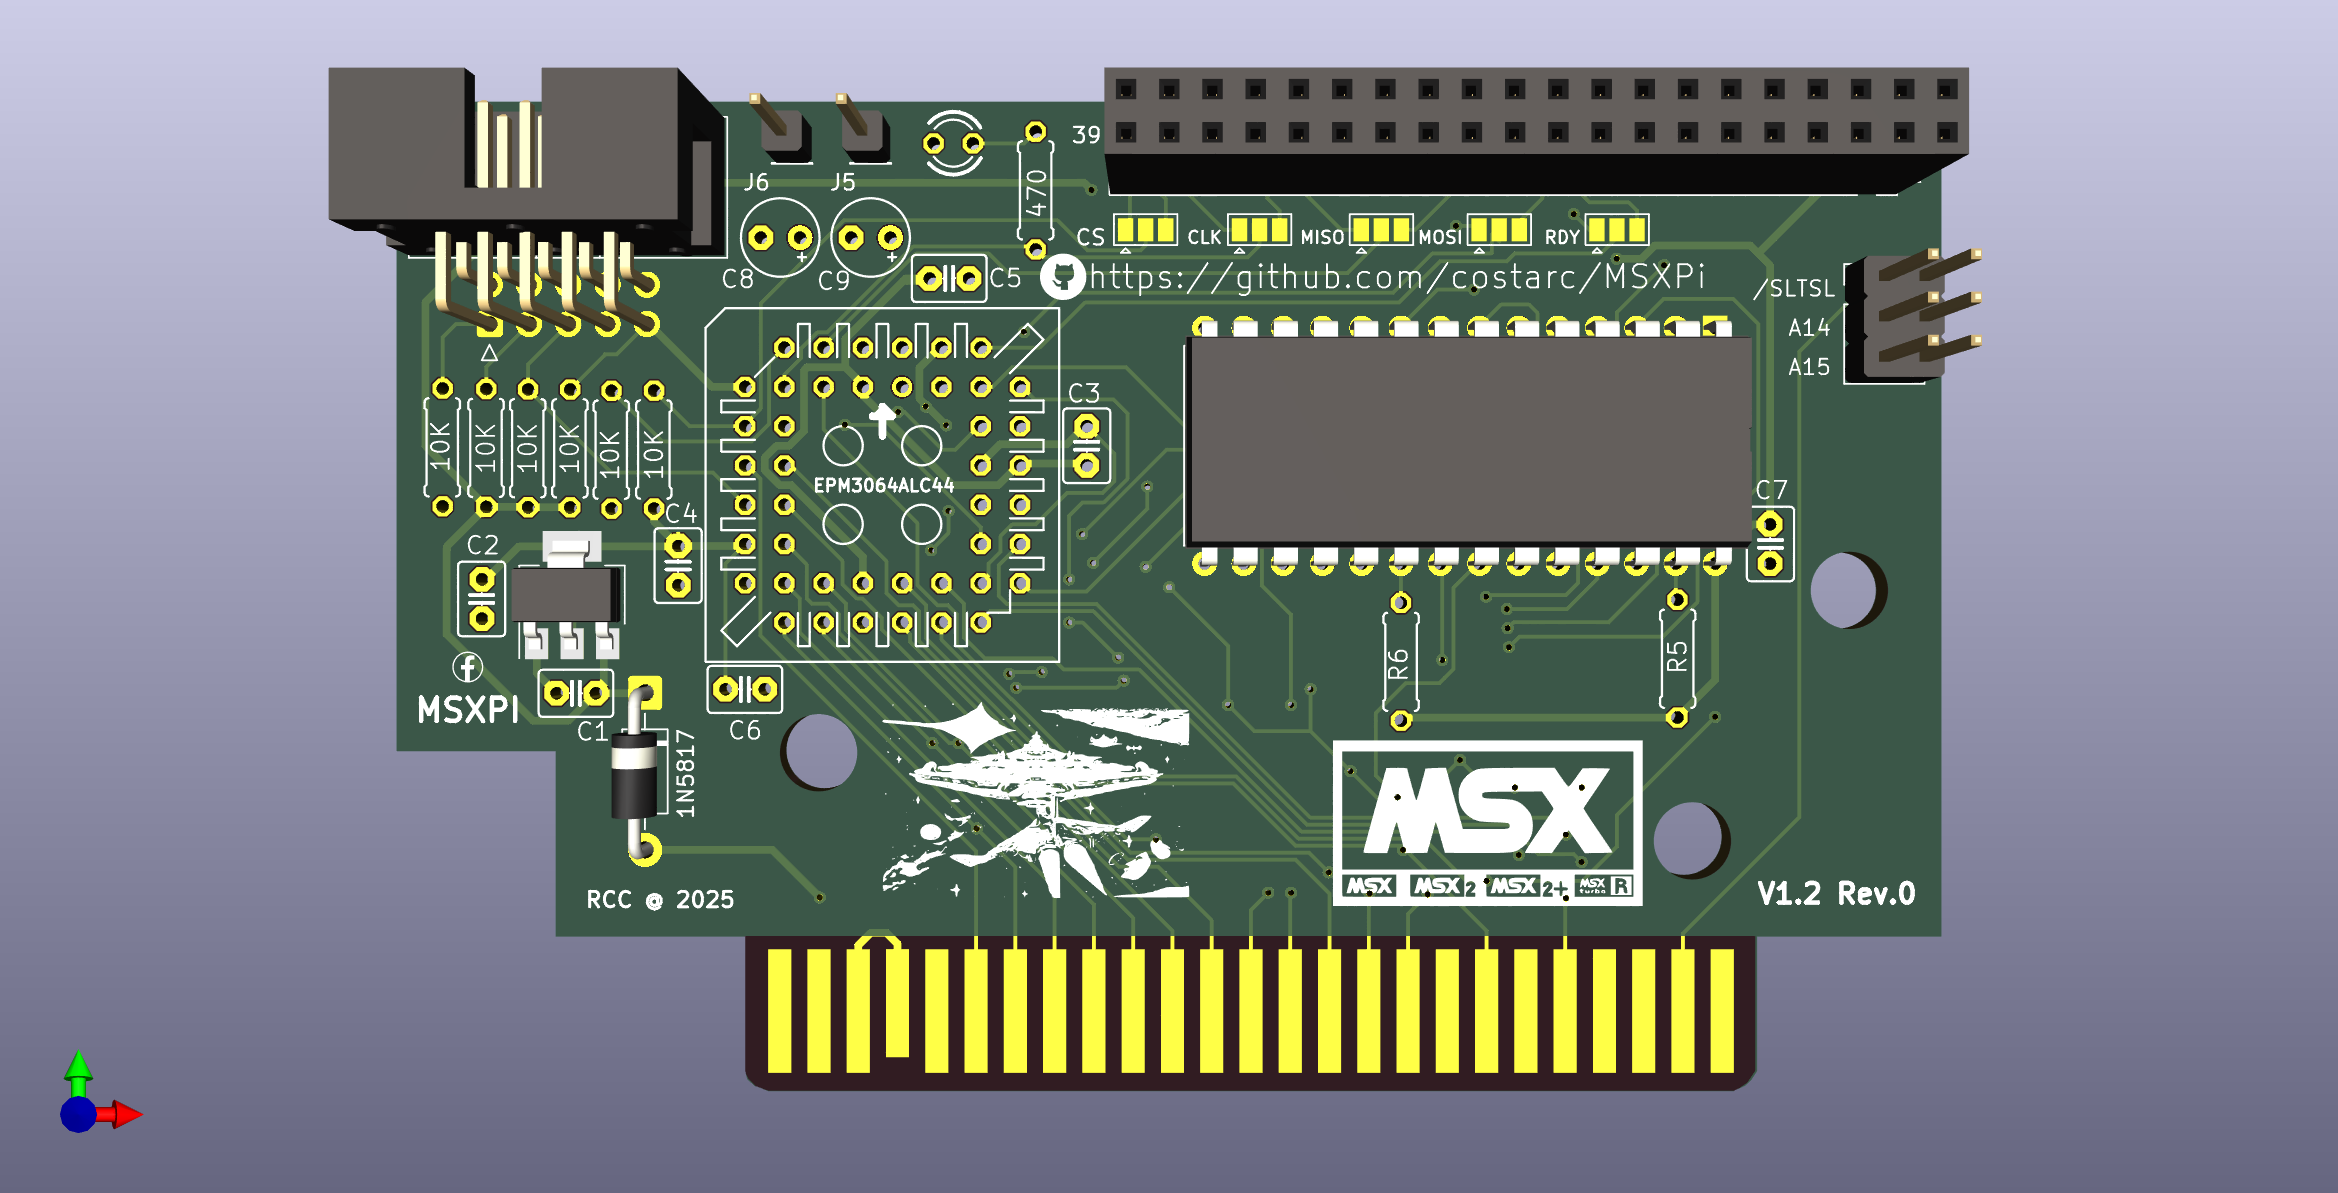 39
J6
J5
470
CS
CLK
MISO
MOSI
RDY
C8
C9
C5
https://github.com/costarc/MSXPi
/SLTSL
A14
A15
C3
10K
10K
10K
10K
10K
10K
EPM3064ALC44
C7
C4
C2
R6
R5
MSXPI
C1
C6
1N5817
MSX
MSX
MSX 2
MSX 2+
MSX turbo R
RCC @ 2025
V1.2 Rev.0